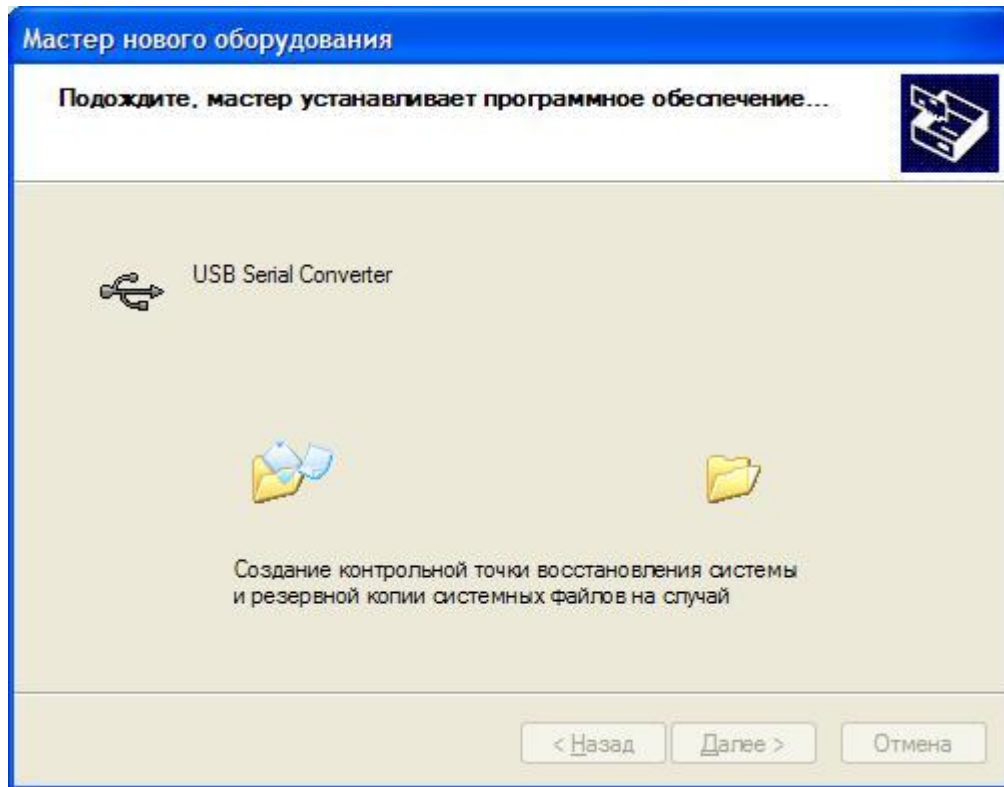 Мастер нового оборудования
Подождите, мастер устанавливает программное обеспечение...
USB Serial Converter
Создание контрольной точки восстановления системы
и резервной копии системных файлов на случай
< Назад
Далее >
Отмена